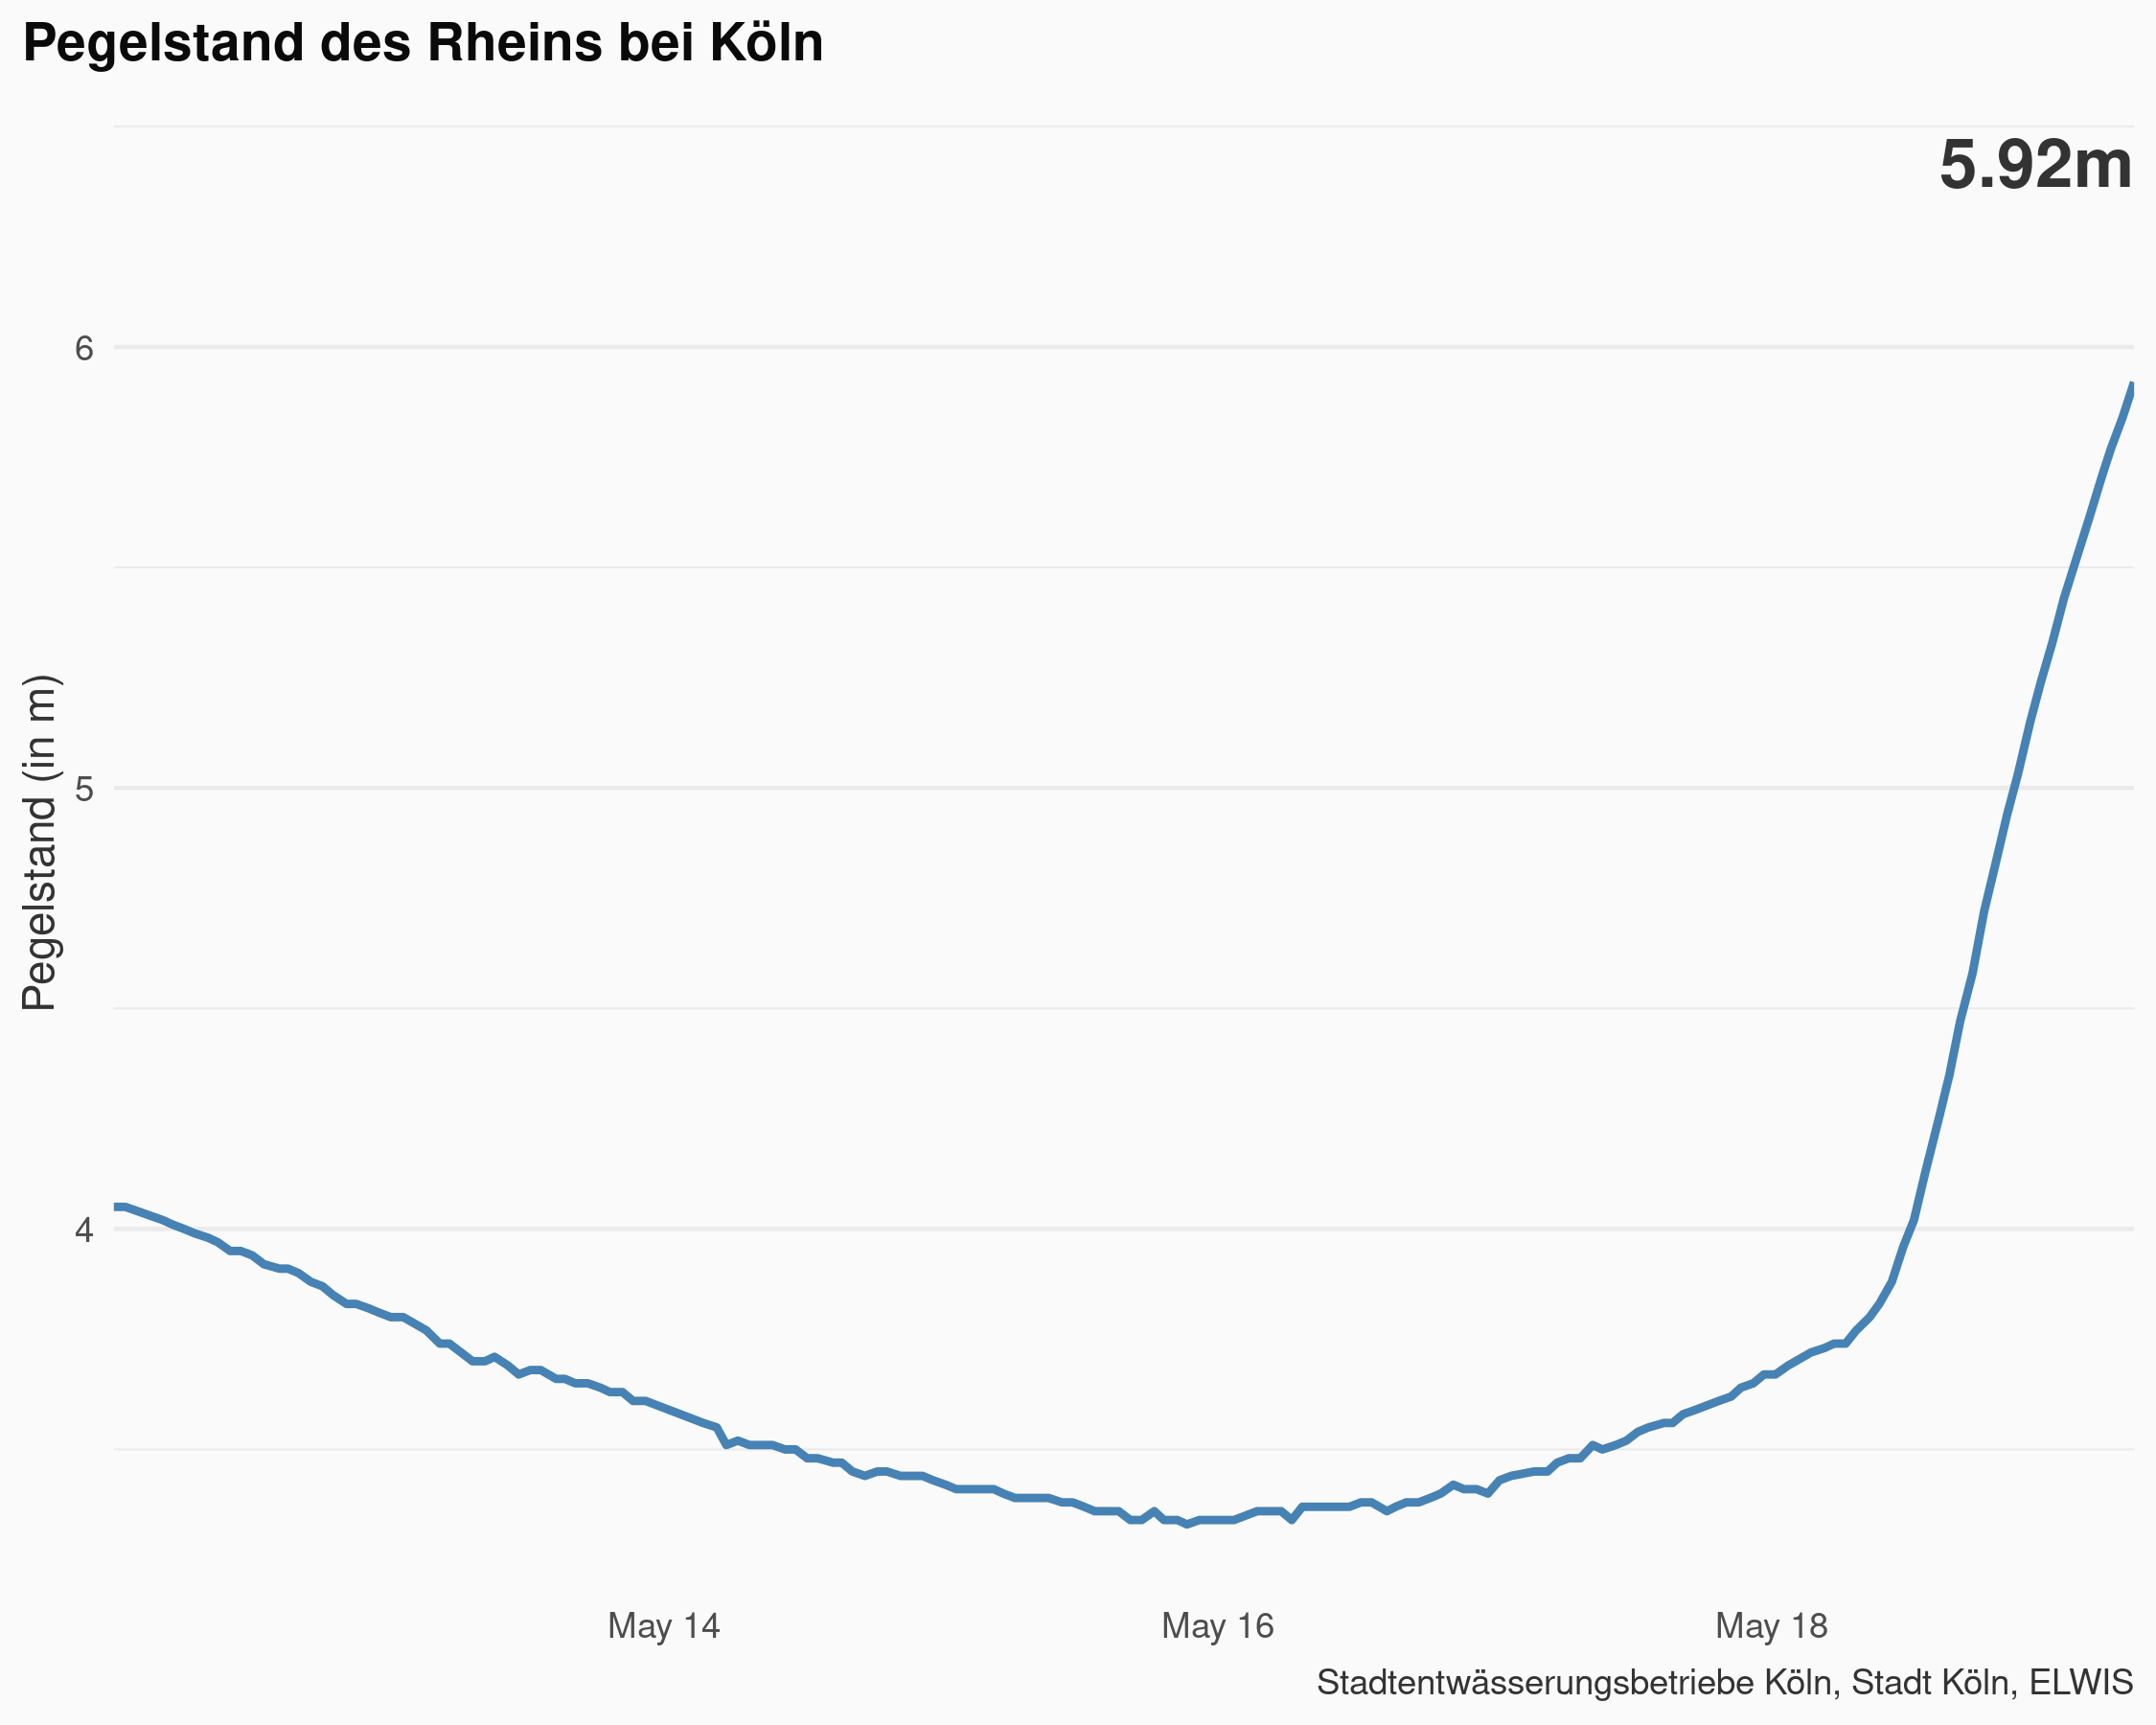 Pegelstand des Rheins bei Köln
5.92m
Pegelstand (in m)
6
5
4
May 14
May 16
May 18
Stadtentwässerungsbetriebe Köln, Stadt Köln, ELWIS